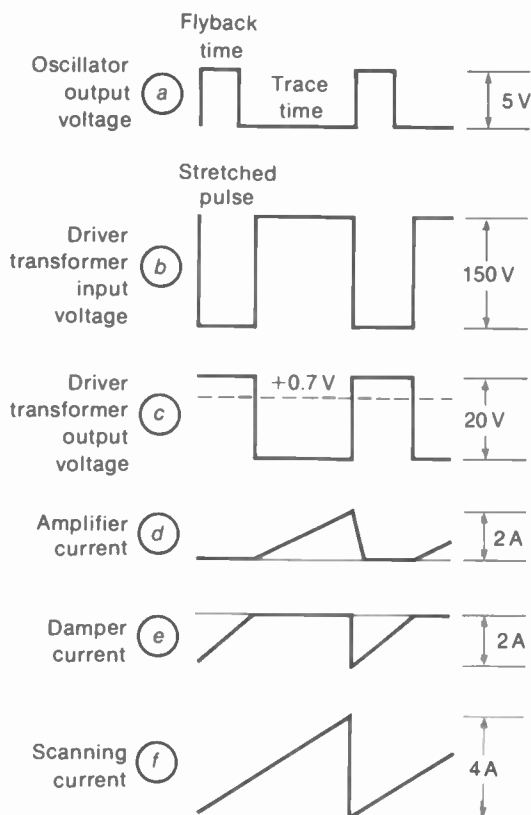 Flyback
time
Oscillator
output
voltage
a
Trace
time
5 V
Stretched
pulse
Driver
transformer
input
voltage
b
150 V
Driver
transformer
output
voltage
c
+0.7 V
20 V
Amplifier
current
d
2 A
Damper
current
e
2 A
Scanning
current
f
4 A